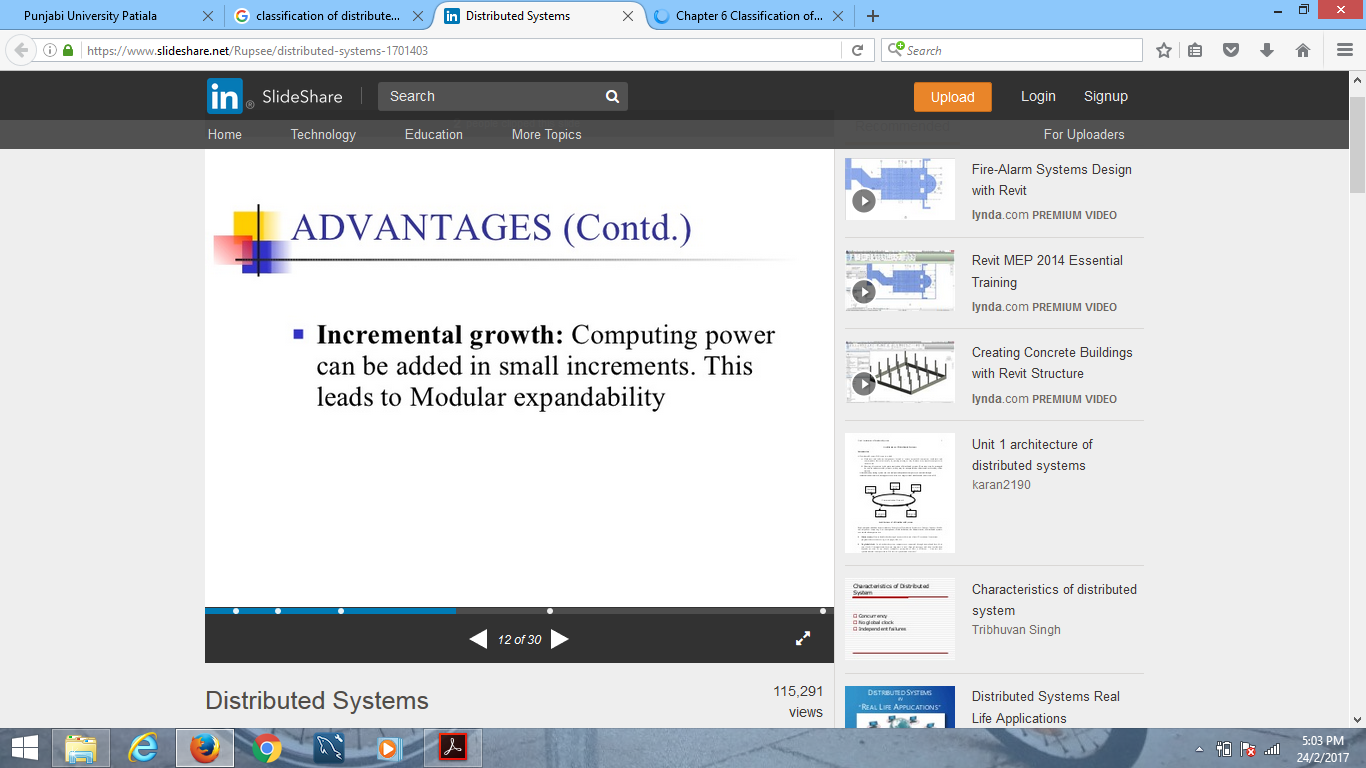 Punjabi University Patiala
classification of distribute...
Distributed Systems
Chapter 6 Classification of...
https://www.slideshare.net/Rupsee/distributed-systems-1701403
Search
in ® SlideShare
Search
Upload
Login
Signup
Home
Technology
Education
More Topics
For Uploaders
ADVANTAGES (Contd.)
Incremental growth: Computing power
can be added in small increments. This
leads to Modular expandability
12 of 30
Distributed Systems
115,291
views
Fire-Alarm Systems Design
with Revit
lynda.com PREMIUM VIDEO
Revit MEP 2014 Essential
Training
lynda.com PREMIUM VIDEO
Creating Concrete Buildings
with Revit Structure
lynda.com PREMIUM VIDEO
Unit 1 architecture of
distributed systems
karan2190
Characteristics of Distributed
System
Concurrency
No global clock
Independent failures
Characteristics of distributed
system
Tribhuvan Singh
DISTRIBUTED SYSTEMS
"REAL LIFE APPLICATIONS"
Distributed Systems Real
Life Applications
5:03 PM
24/2/2017